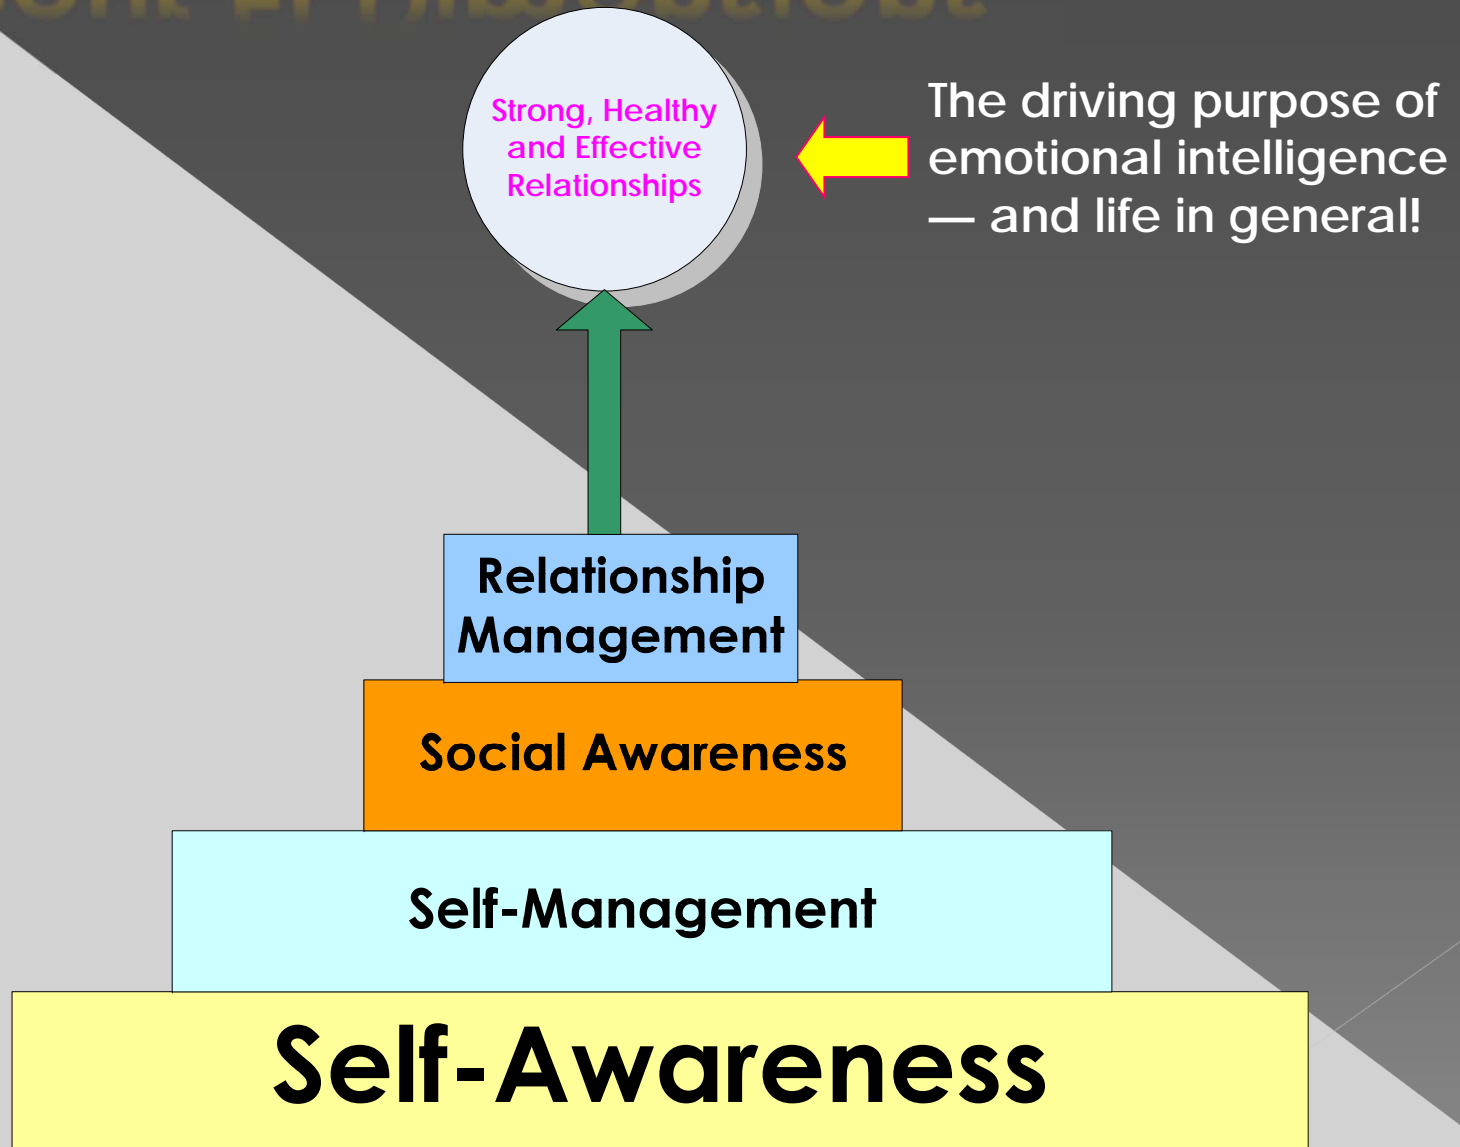 Strong, Healthy
and Effective
Relationships
The driving purpose of
emotional intelligence
— and life in general!
Relationship
Management
Social Awareness
Self-Management
Self-Awareness